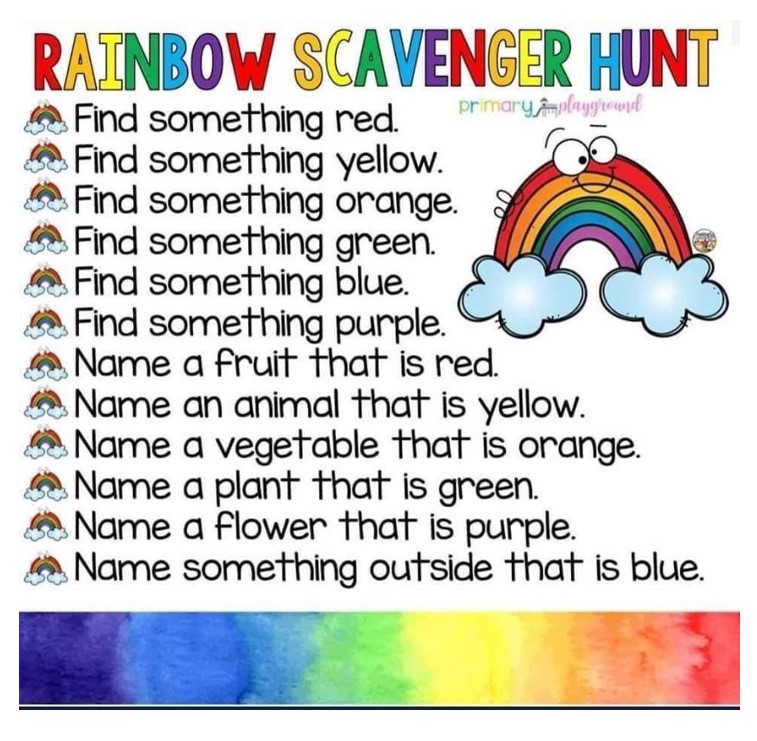 RAINBOW SCAVENGER HUNT
primary playground
Find something red.
Find something yellow.
Find something orange.
Find something green.
Find something blue.
Find something purple.
Name a fruit that is red.
Name an animal that is yellow.
Name a vegetable that is orange.
Name a plant that is green.
Name a flower that is purple.
Name something outside that is blue.